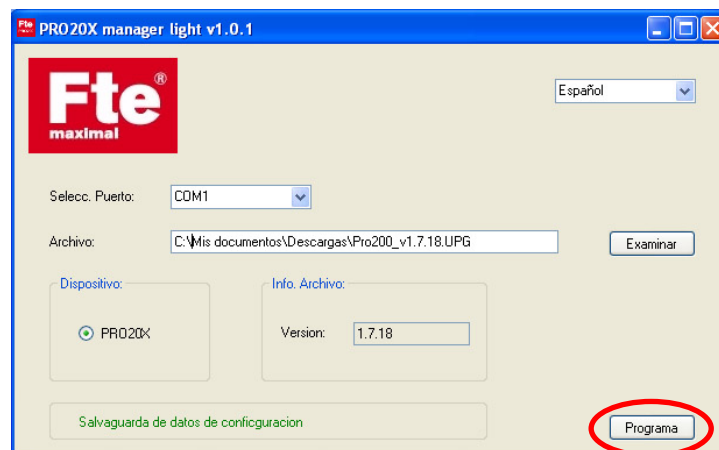 PRO20X manager light v1.0.1
Fte®
maximal
Español
Selecc. Puerto: COM1
Archivo: C:\Mis documentos\Descargas\Pro200_v1.7.18.UPG Examinar
Dispositivo: Info. Archivo:
PRO20X Version: 1.7.18
Salvaguarda de datos de conficguracion Programa